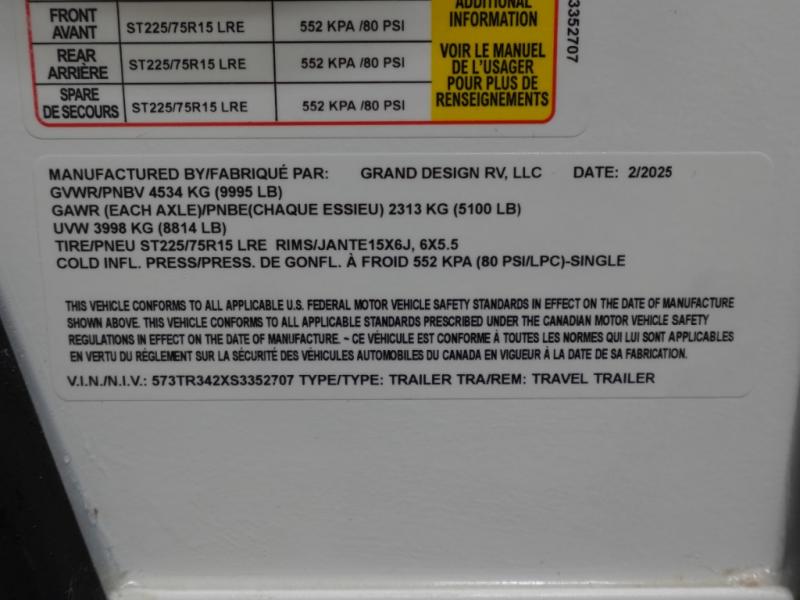 ADDITIONAL
INFORMATION
FRONT
AVANT
ST225/75R15 LRE
552 KPA /80 PSI
REAR
ARRIÈRE
ST225/75R15 LRE
552 KPA /80 PSI
SPARE
DE SECOURS
ST225/75R15 LRE
552 KPA /80 PSI
VOIR LE MANUEL
DE L'USAGER
POUR PLUS DE
RENSEIGNEMENTS
3352707
MANUFACTURED BY/FABRIQUÉ PAR: GRAND DESIGN RV, LLC DATE: 2/2025
GVWR/PNBV 4534 KG (9995 LB)
GAWR (EACH AXLE)/PNBE(CHAQUE ESSIEU) 2313 KG (5100 LB)
UVW 3998 KG (8814 LB)
TIRE/PNEU ST225/75R15 LRE RIMS/JANTE15X6J, 6X5.5
COLD INFL. PRESS/PRESS. DE GONFL. À FROID 552 KPA (80 PSI/LPC)-SINGLE
THIS VEHICLE CONFORMS TO ALL APPLICABLE U.S. FEDERAL MOTOR VEHICLE SAFETY STANDARDS IN EFFECT ON THE DATE OF MANUFACTURE
SHOWN ABOVE. THIS VEHICLE CONFORMS TO ALL APPLICABLE STANDARDS PRESCRIBED UNDER THE CANADIAN MOTOR VEHICLE SAFETY
REGULATIONS IN EFFECT ON THE DATE OF MANUFACTURE. ~ CE VÉHICULE EST CONFORME À TOUTES LES NORMES QUI LUI SONT APPLICABLES
EN VERTU DU RÈGLEMENT SUR LA SÉCURITÉ DES VÉHICULES AUTOMOBILES DU CANADA EN VIGUEUR À LA DATE DE SA FABRICATION.
V.I.N./N.I.V.: 573TR342XS3352707 TYPE/TYPE: TRAILER TRA/REM: TRAVEL TRAILER